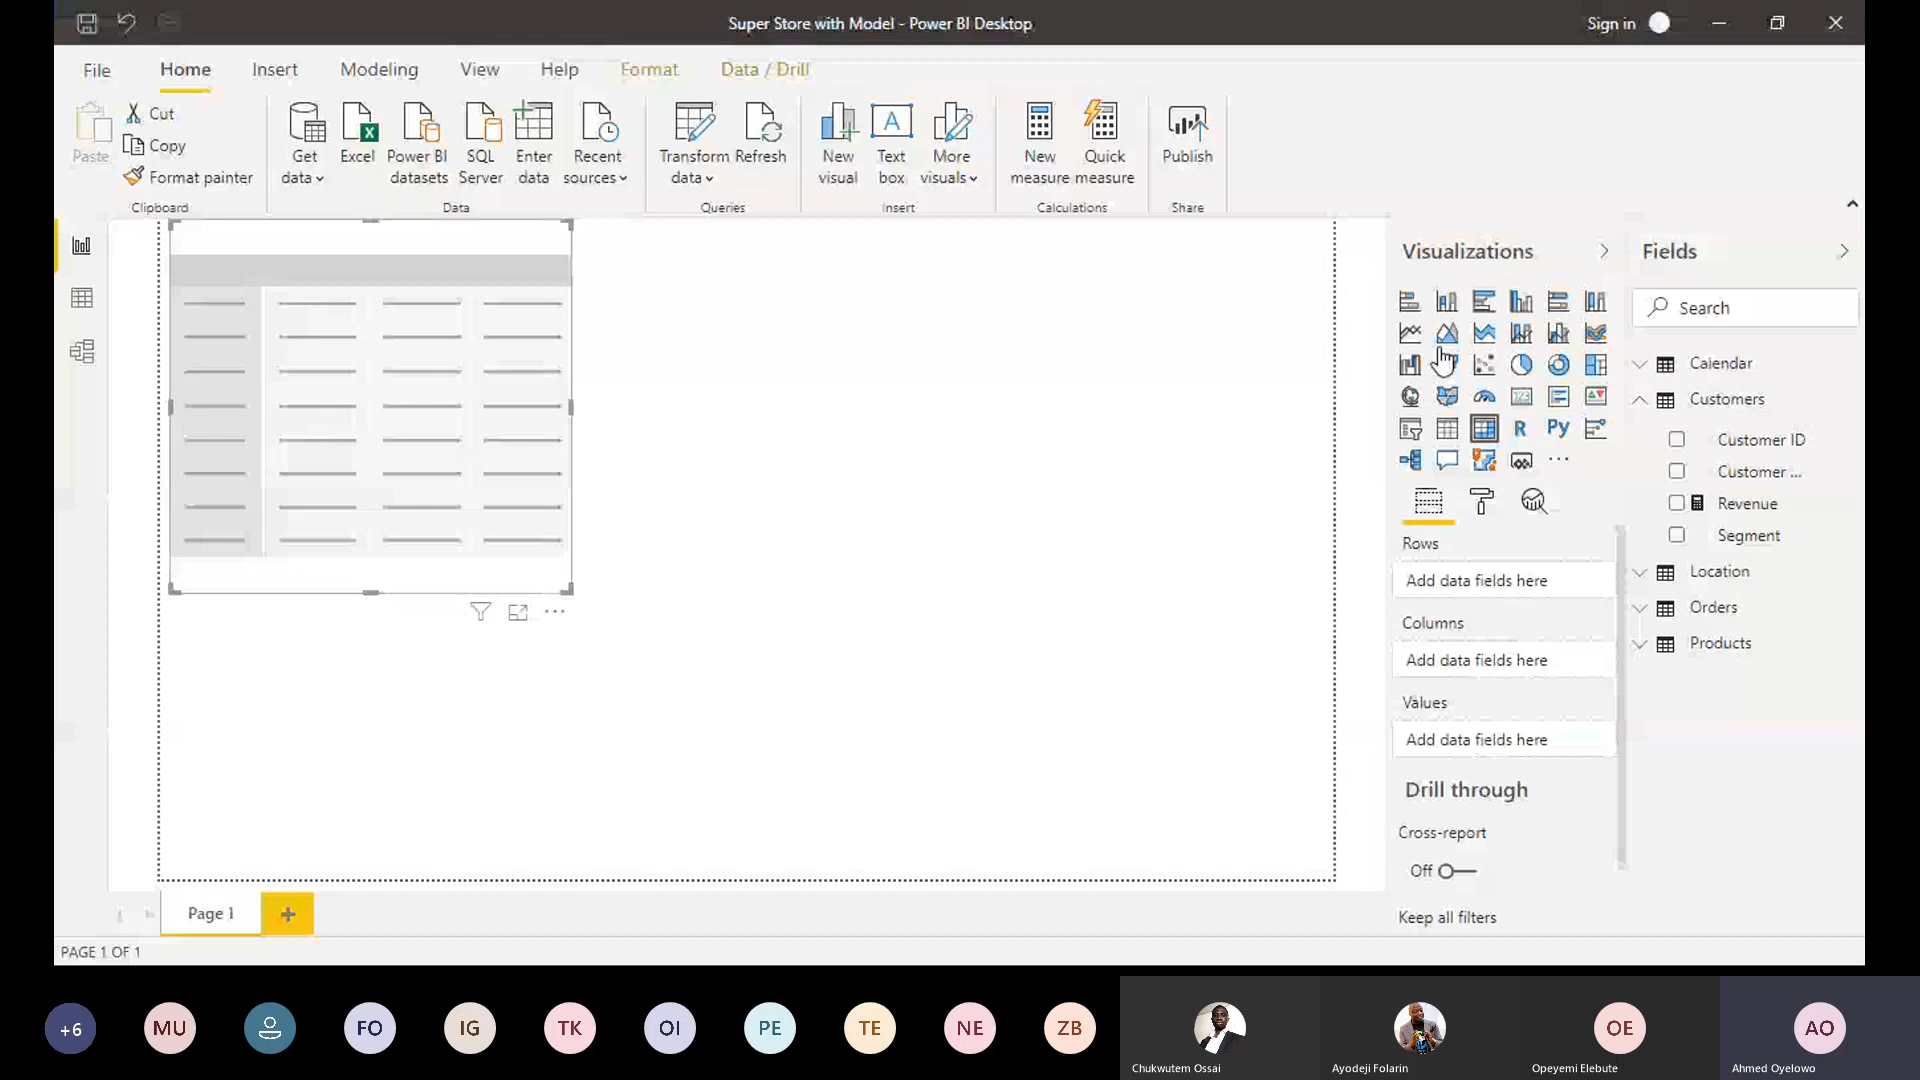 Super Store with Model - Power BI Desktop
Sign in
File Home Insert Modeling View Help Format Data / Drill
Paste
Cut
Copy
Format painter
Clipboard
Get data
Excel
Power BI datasets
SQL Server
Enter data
Recent sources
Data
Transform data
Refresh
Queries
New visual
Text box
More visuals
Insert
New measure
Quick measure
Calculations
Publish
Share
Visualizations
Fields
Search
Calendar
Customers
Customer ID
Customer ...
Revenue
Segment
Location
Orders
Products
R
Py
123
...
Rows
Add data fields here
Columns
Add data fields here
Values
Add data fields here
Drill through
Cross-report
Off
Keep all filters
Page 1
PAGE 1 OF 1
+6
MU
FO
IG
TK
OI
PE
TE
NE
ZB
Chukwutem Ossai
Ayodeji Folarin
OE
Opeyemi Elebute
AO
Ahmed Oyelowo